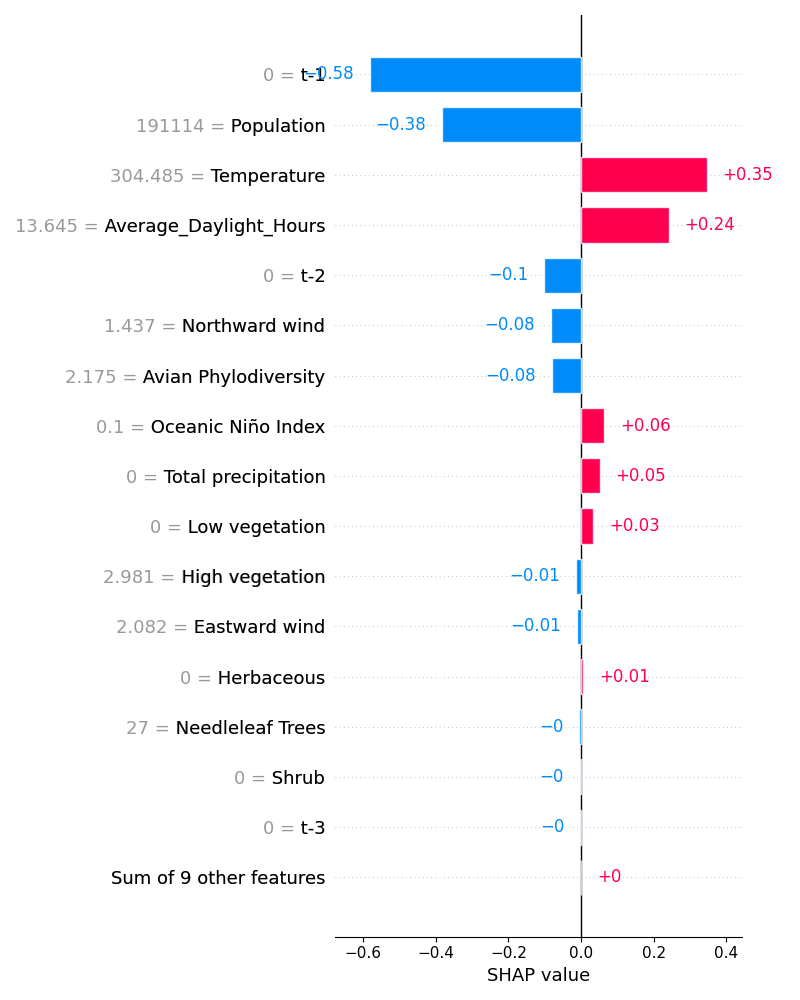 0 = t-1 −0.58
191114 = Population −0.38
304.485 = Temperature +0.35
13.645 = Average_Daylight_Hours +0.24
0 = t-2 −0.1
1.437 = Northward wind −0.08
2.175 = Avian Phylodiversity −0.08
0.1 = Oceanic Niño Index +0.06
0 = Total precipitation +0.05
0 = Low vegetation +0.03
2.981 = High vegetation −0.01
2.082 = Eastward wind −0.01
0 = Herbaceous +0.01
27 = Needleleaf Trees −0
0 = Shrub −0
0 = t-3 −0
Sum of 9 other features +0
−0.6 −0.4 −0.2 0.0 0.2 0.4
SHAP value